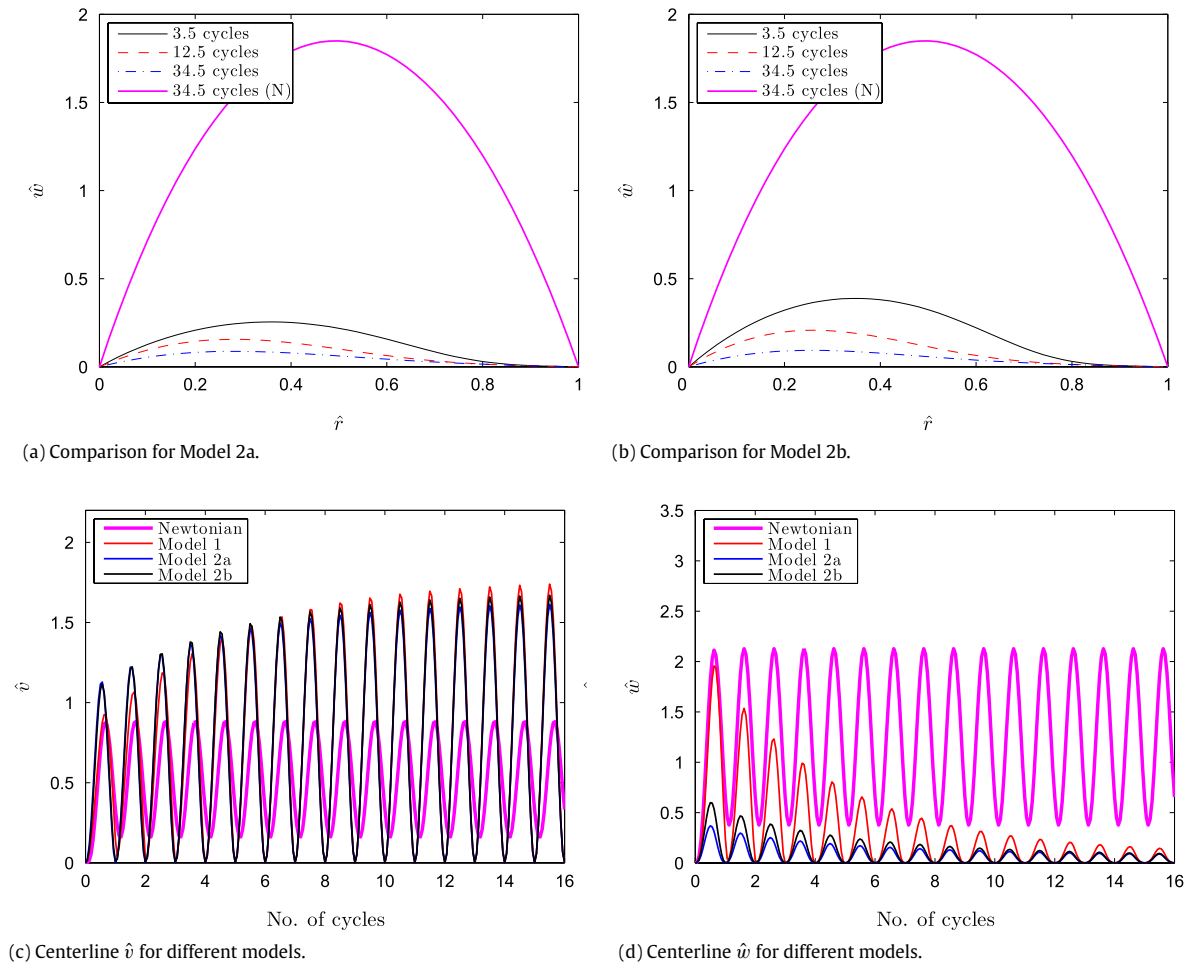 2
1.5
1
0.5
0
0
0.2
0.4
0.6
0.8
1
ŵ
r̂
3.5 cycles
12.5 cycles
34.5 cycles
34.5 cycles (N)
(a) Comparison for Model 2a.
2
1.5
1
0.5
0
0
0.2
0.4
0.6
0.8
1
ŵ
r̂
3.5 cycles
12.5 cycles
34.5 cycles
34.5 cycles (N)
(b) Comparison for Model 2b.
2
1.5
1
0.5
0
0
2
4
6
8
10
12
14
16
v̂
No. of cycles
Newtonian
Model 1
Model 2a
Model 2b
(c) Centerline v̂ for different models.
3.5
3
2.5
2
1.5
1
0.5
0
0
2
4
6
8
10
12
14
16
ŵ
No. of cycles
Newtonian
Model 1
Model 2a
Model 2b
(d) Centerline ŵ for different models.